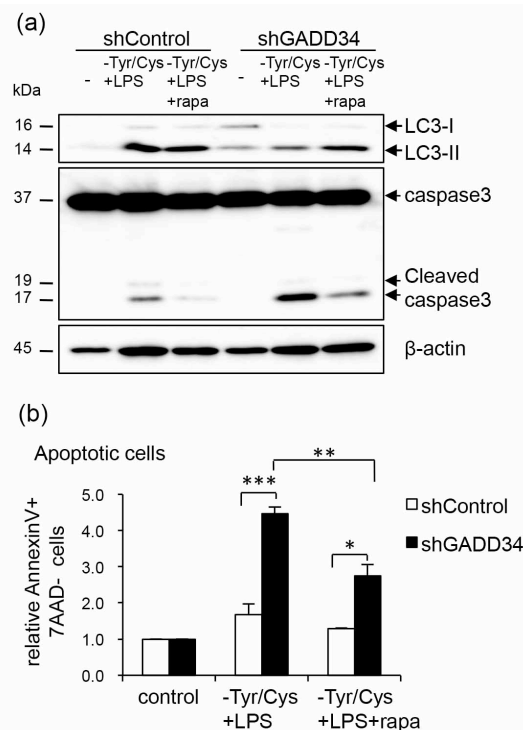 (a)
shControl shGADD34
- -Tyr/Cys +LPS -Tyr/Cys +LPS +rapa - -Tyr/Cys +LPS -Tyr/Cys +LPS +rapa
kDa
16 LC3-I
14 LC3-II
37 caspase3
19 Cleaved
17 caspase3
45 β-actin
(b)
Apoptotic cells
relative AnnexinV+
7AAD- cells
5.0
4.0
3.0
2.0
1.0
0.0
***
**
*
shControl
shGADD34
control -Tyr/Cys -Tyr/Cys
+LPS +LPS+rapa